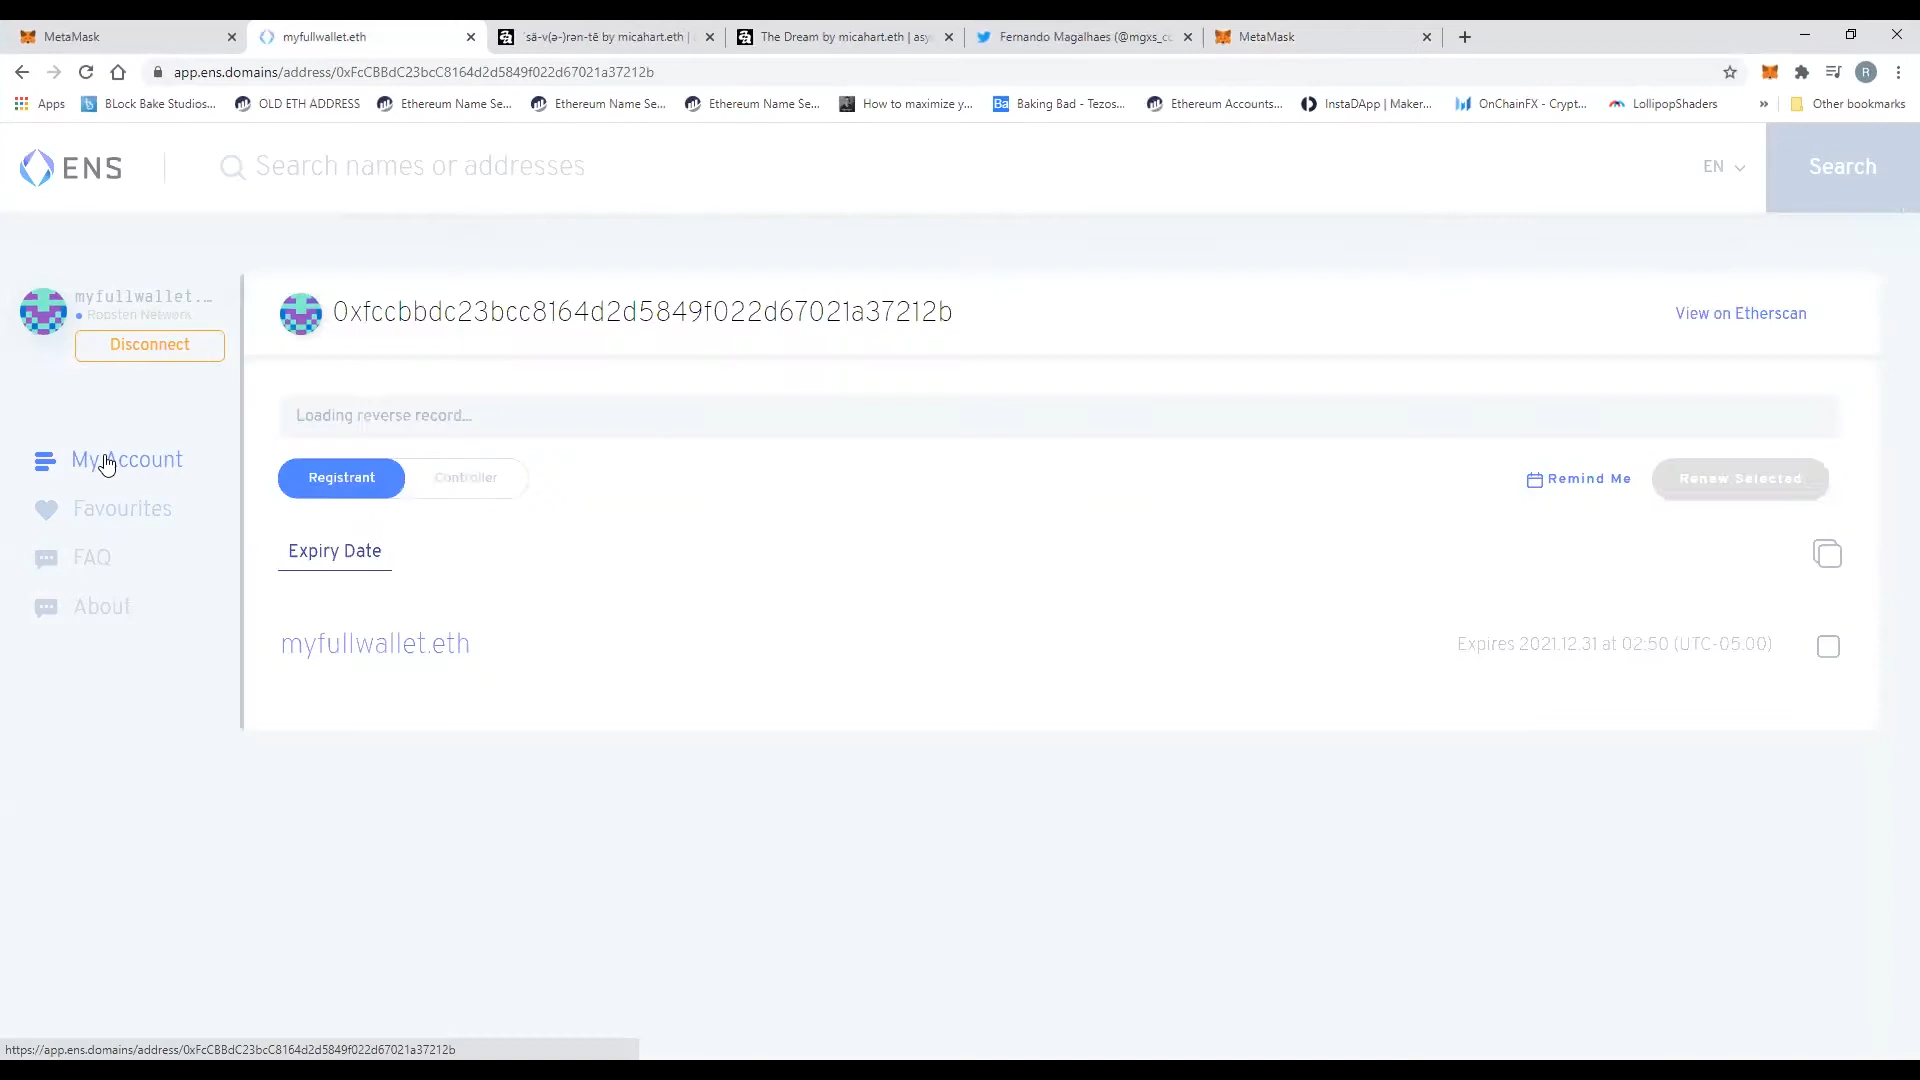 MetaMask
myfullwallet.eth
ˈsä-v(ə-)rən-tē by micahart.eth |
The Dream by micahart.eth | asy
Fernando Magalhaes (@mgxs_co
MetaMask
app.ens.domains/address/0xFcCBBdC23bcC8164d2d5849f022d67021a37212b
R
Apps
BLock Bake Studios...
OLD ETH ADDRESS
Ethereum Name Se...
Ethereum Name Se...
Ethereum Name Se...
How to maximize y...
Baking Bad - Tezos...
Ethereum Accounts...
InstaDApp | Maker...
OnChainFX - Crypt...
LollipopShaders
»
Other bookmarks
ENS
Search names or addresses
EN
Search
myfullwallet....
Ropsten Network
Disconnect
0xfccbbdc23bcc8164d2d5849f022d67021a37212b
View on Etherscan
Loading reverse record...
My Account
Registrant
Controller
Remind Me
Renew Selected
Favourites
Expiry Date
FAQ
About
myfullwallet.eth
Expires 2021.12.31 at 02:50 (UTC-05:00)
https://app.ens.domains/address/0xFcCBBdC23bcC8164d2d5849f022d67021a37212b